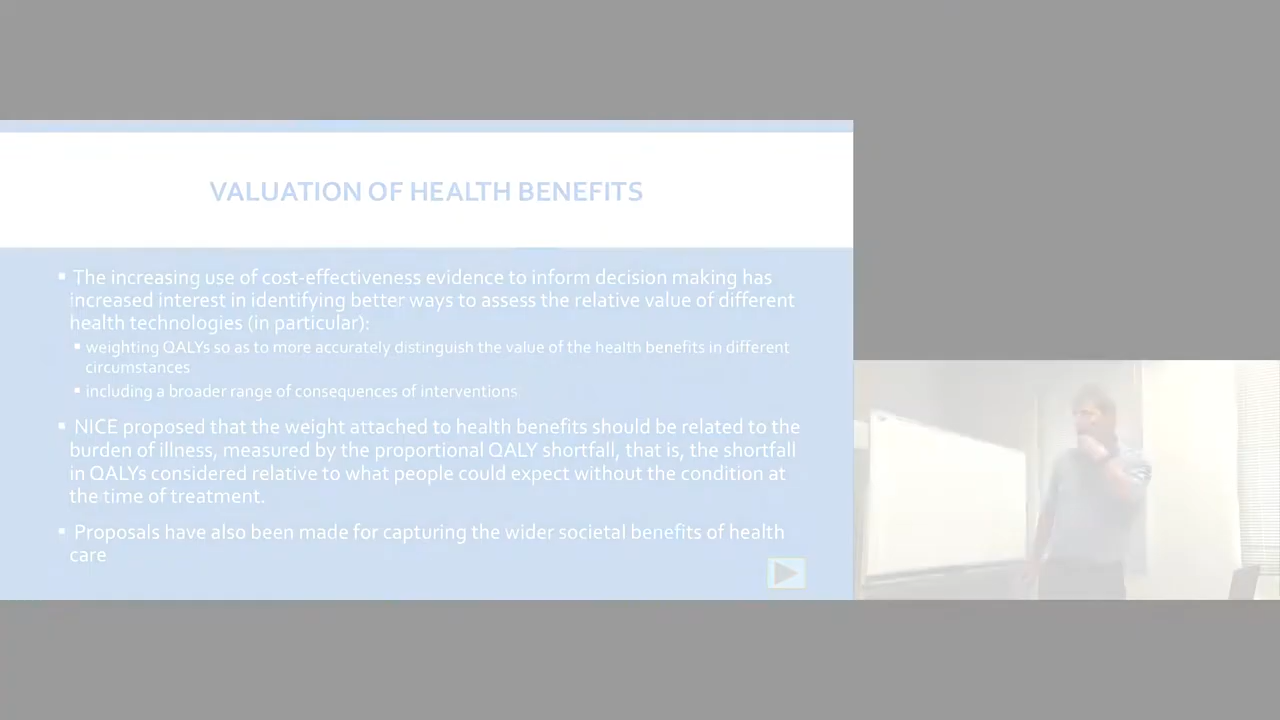 VALUATION OF HEALTH BENEFITS
▪ The increasing use of cost-effectiveness evidence to inform decision making has
increased interest in identifying better ways to assess the relative value of different
health technologies (in particular):
▪ weighting QALYs so as to more accurately distinguish the value of the health benefits in different
circumstances
▪ including a broader range of consequences of interventions
▪ NICE proposed that the weight attached to health benefits should be related to the
burden of illness, measured by the proportional QALY shortfall, that is, the shortfall
in QALYs considered relative to what people could expect without the condition at
the time of treatment.
▪ Proposals have also been made for capturing the wider societal benefits of health
care